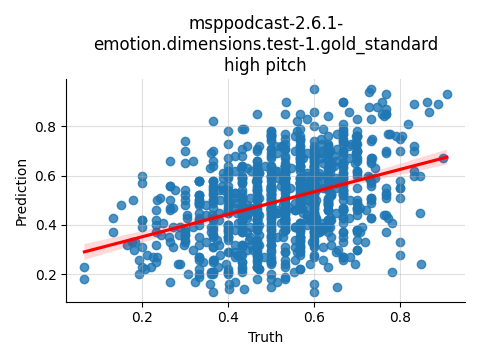 msppodcast-2.6.1-
emotion.dimensions.test-1.gold_standard
high pitch
Prediction
0.8
0.6
0.4
0.2
0.2 0.4 0.6 0.8
Truth